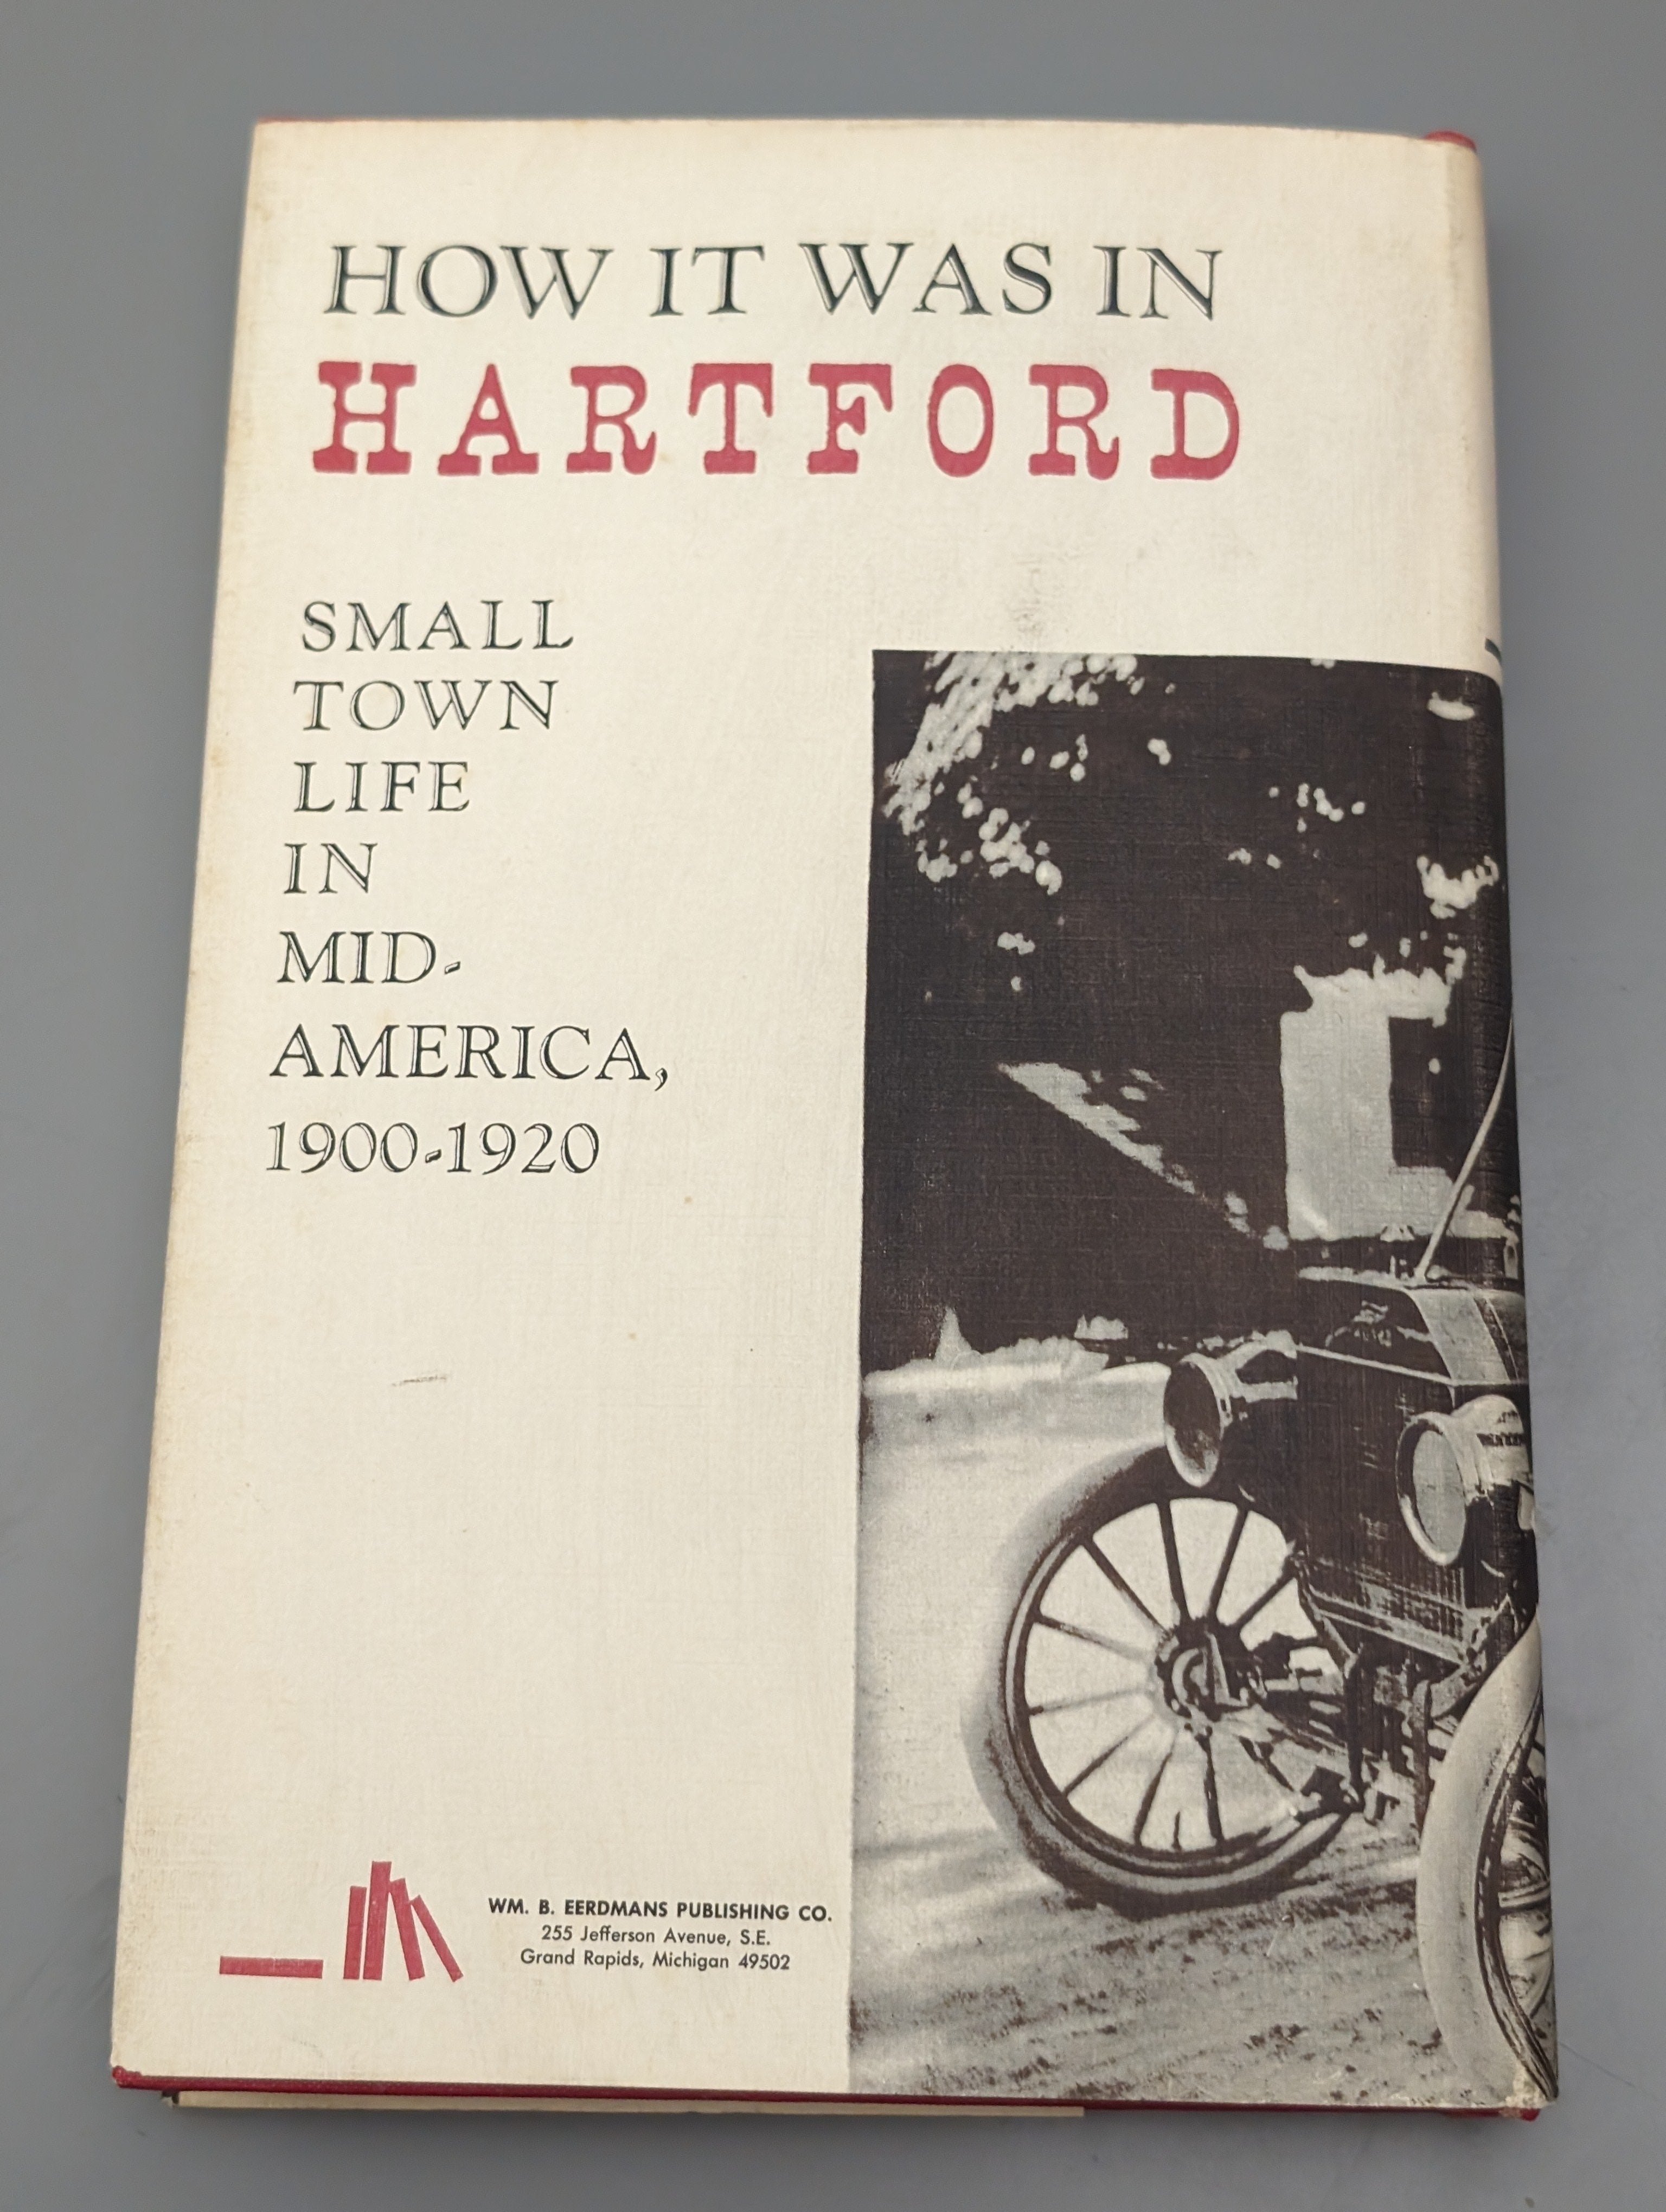 HOW IT WAS IN
HARTFORD
SMALL
TOWN
LIFE
IN
MID-
AMERICA,
1900-1920
WM. B. EERDMANS PUBLISHING CO.
255 Jefferson Avenue, S.E.
Grand Rapids, Michigan 49502